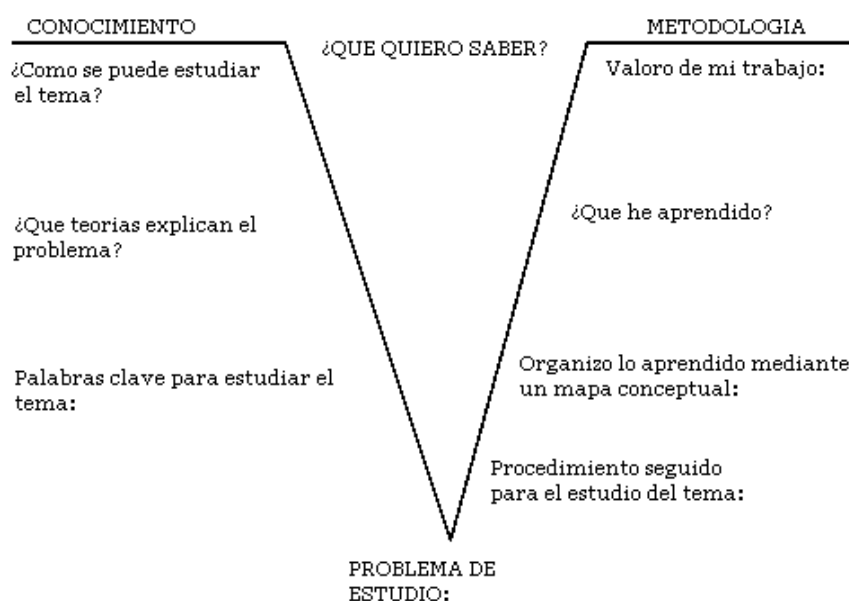 CONOCIMIENTO
¿QUE QUIERO SABER?
METODOLOGIA
¿Como se puede estudiar
el tema?
Valoro de mi trabajo:
¿Que teorias explican el
problema?
¿Que he aprendido?
Palabras clave para estudiar el
tema:
Organizo lo aprendido mediante
un mapa conceptual:
Procedimiento seguido
para el estudio del tema:
PROBLEMA DE
ESTUDIO: